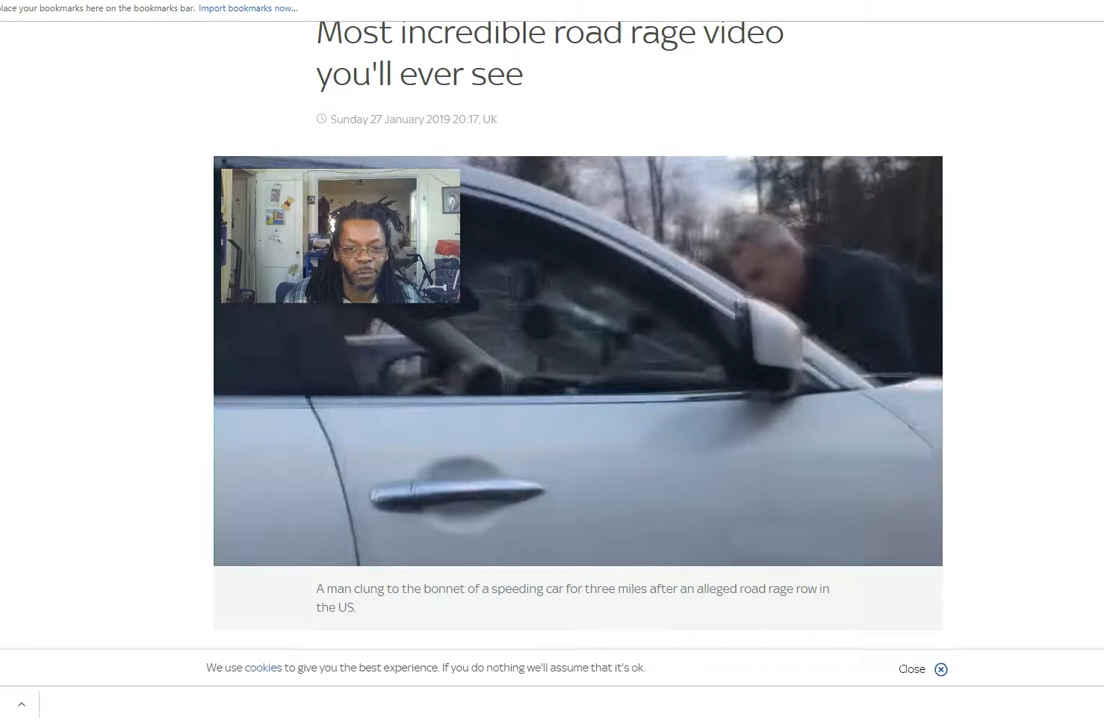 place your bookmarks here on the bookmarks bar. Import bookmarks now...
Most incredible road rage video
you'll ever see
Sunday 27 January 2019 20:17, UK
A man clung to the bonnet of a speeding car for three miles after an alleged road rage row in
the US.
We use cookies to give you the best experience. If you do nothing we'll assume that it's ok.
Close